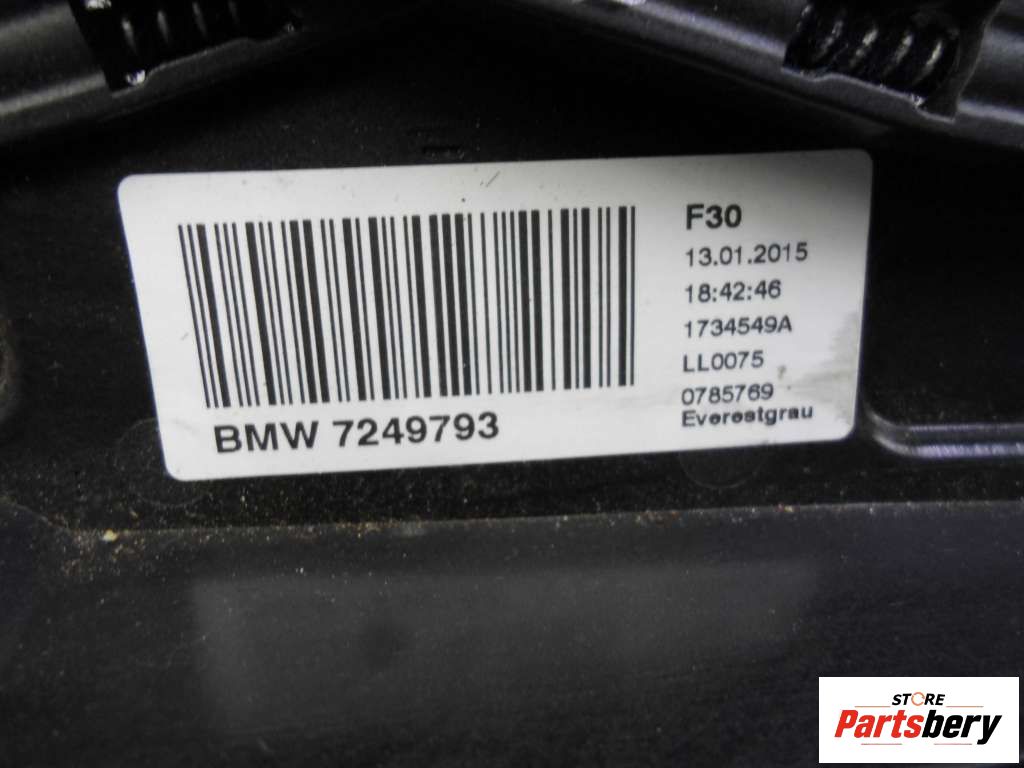 F30
13.01.2015
18:42:46
1734549A
LL0075
0785769
Everestgrau
BMW 7249793
STORE
Partsbery